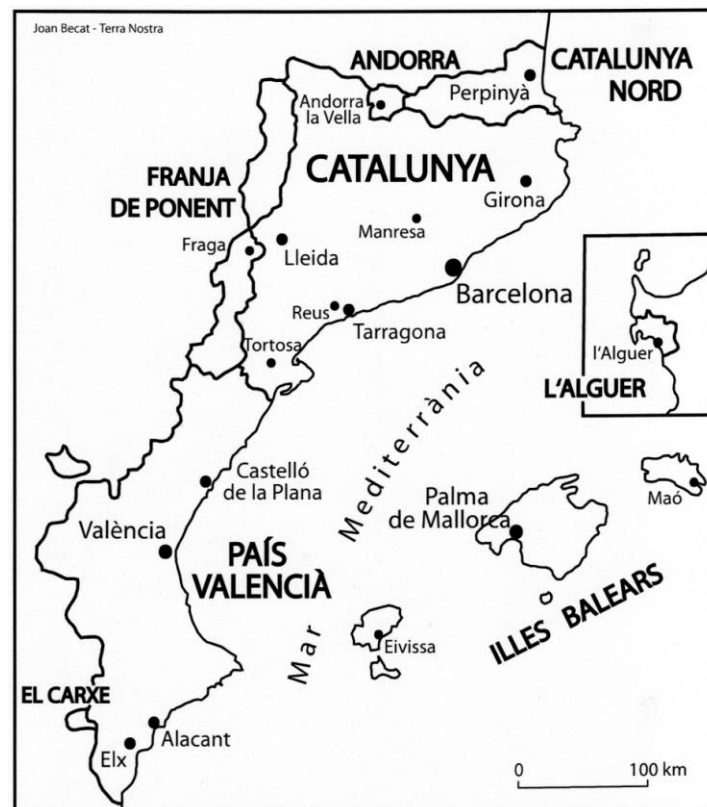 Joan Becat - Terra Nostra
ANDORRA
CATALUNYA
NORD
Perpinyà
Andorra
la Vella
CATALUNYA
FRANJA
DE PONENT
Girona
Manresa
Fraga
Lleida
Barcelona
Reus
Tarragona
Tortosa
l'Alguer
L'ALGUER
Mar Mediterrània
Castelló
de la Plana
Palma
de Mallorca
Maó
València
PAÍS
VALENCIÀ
ILLES BALEARS
Eivissa
EL CARXE
Alacant
Elx
0 100 km